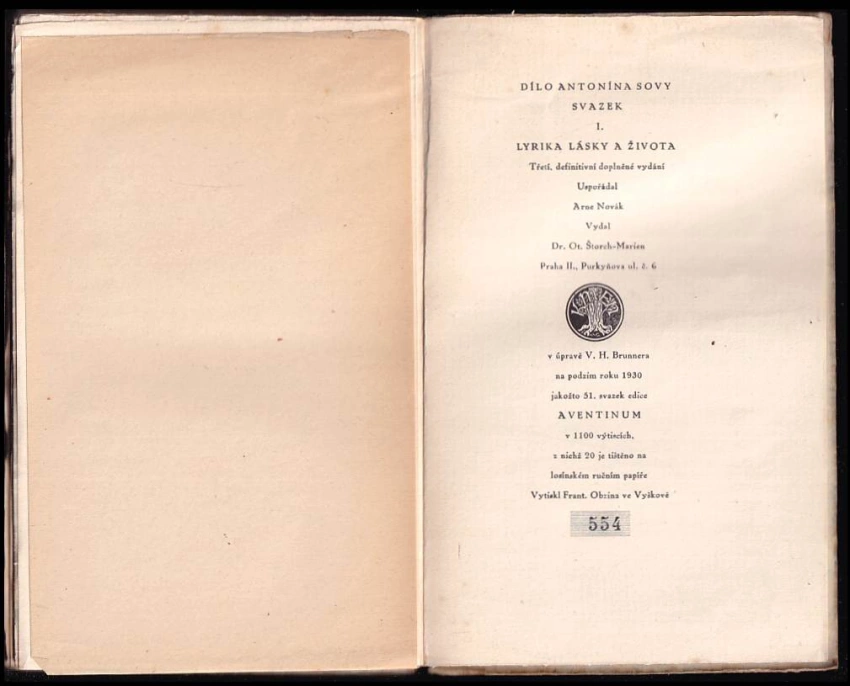 DÍLO ANTONÍNA SOVY
SVAZEK
I.
LYRIKA LÁSKY A ŽIVOTA
Třetí, definitivní doplněné vydání
Uspořádal
Arne Novák
Vydal
Dr. Ot. Štorch-Marien
Praha II., Purkyňova ul. č. 6
v úpravě V. H. Brunnera
na podzim roku 1930
jakožto 51. svazek edice
AVENTINUM
v 1100 výtiscích,
z nichž 20 je tištěno na
losinském ručním papíře
Vytiskl Frant. Obzina ve Vyškově
554